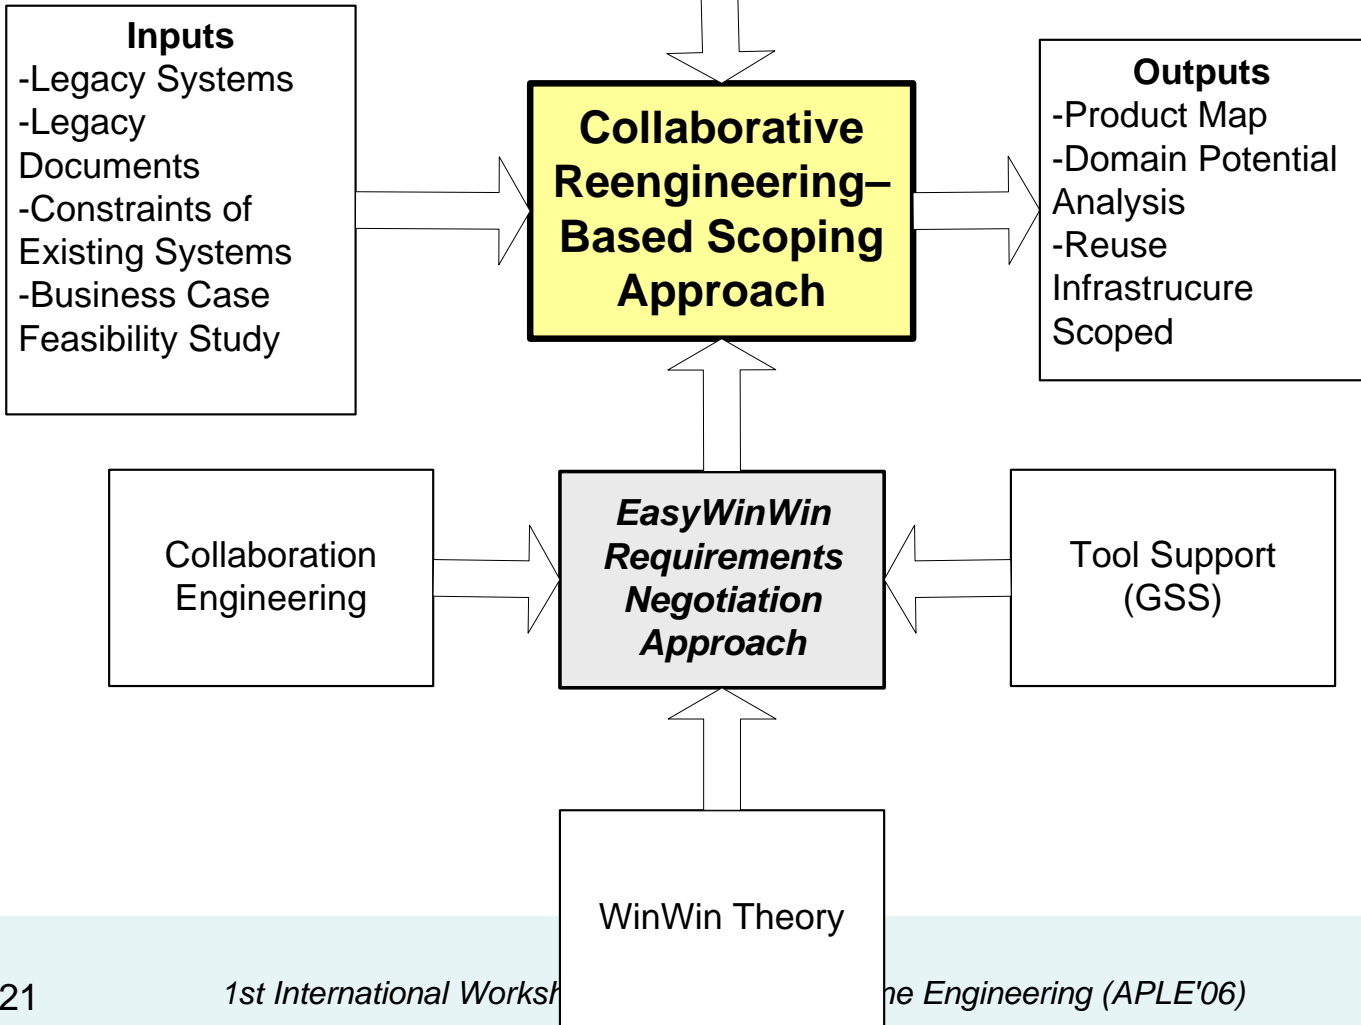 Inputs
-Legacy Systems
-Legacy
Documents
-Constraints of
Existing Systems
-Business Case
Feasibility Study
Collaborative
Reengineering–
Based Scoping
Approach
Outputs
-Product Map
-Domain Potential
Analysis
-Reuse
Infrastrucure
Scoped
Collaboration
Engineering
EasyWinWin
Requirements
Negotiation
Approach
Tool Support
(GSS)
WinWin Theory
21
1st International Engineering (APLE'06)